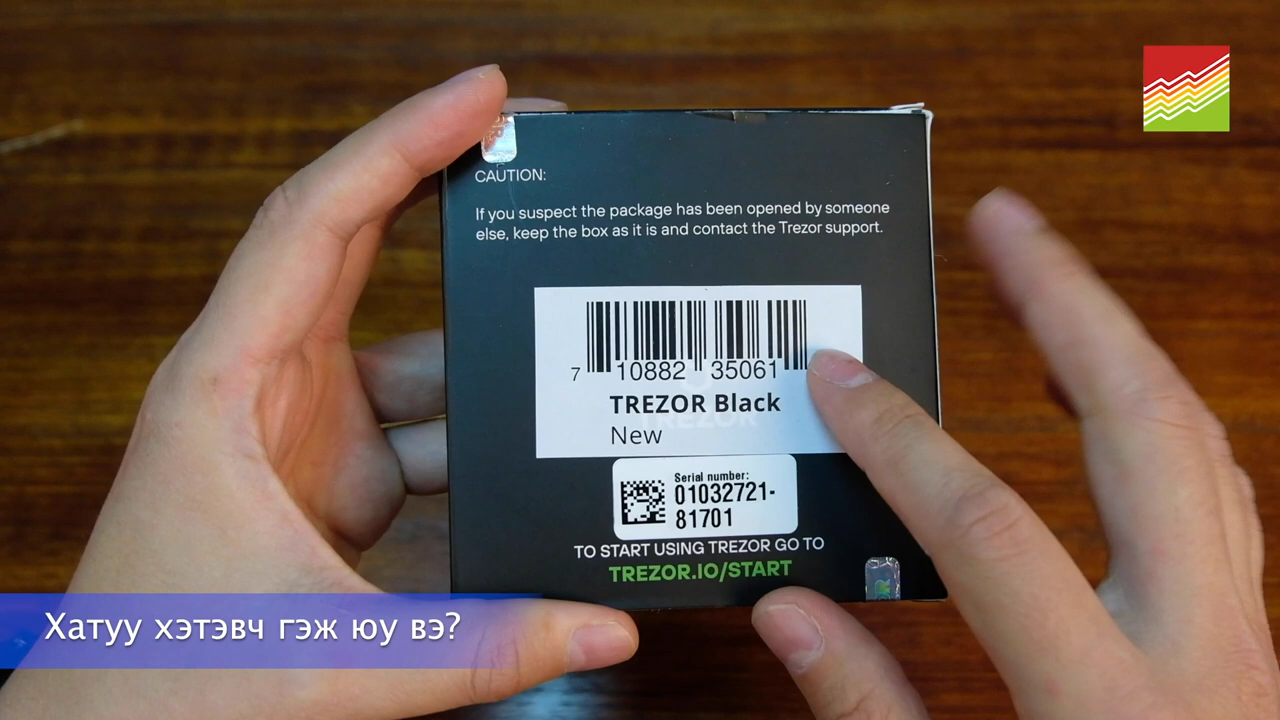 CAUTION:
If you suspect the package has been opened by someone
else, keep the box as it is and contact the Trezor support.
7 10882 35061
TREZOR Black
New
Serial number:
01032721-
81701
TO START USING TREZOR GO TO
TREZOR.IO/START
Хатуу хэтэвч гэж юу вэ?